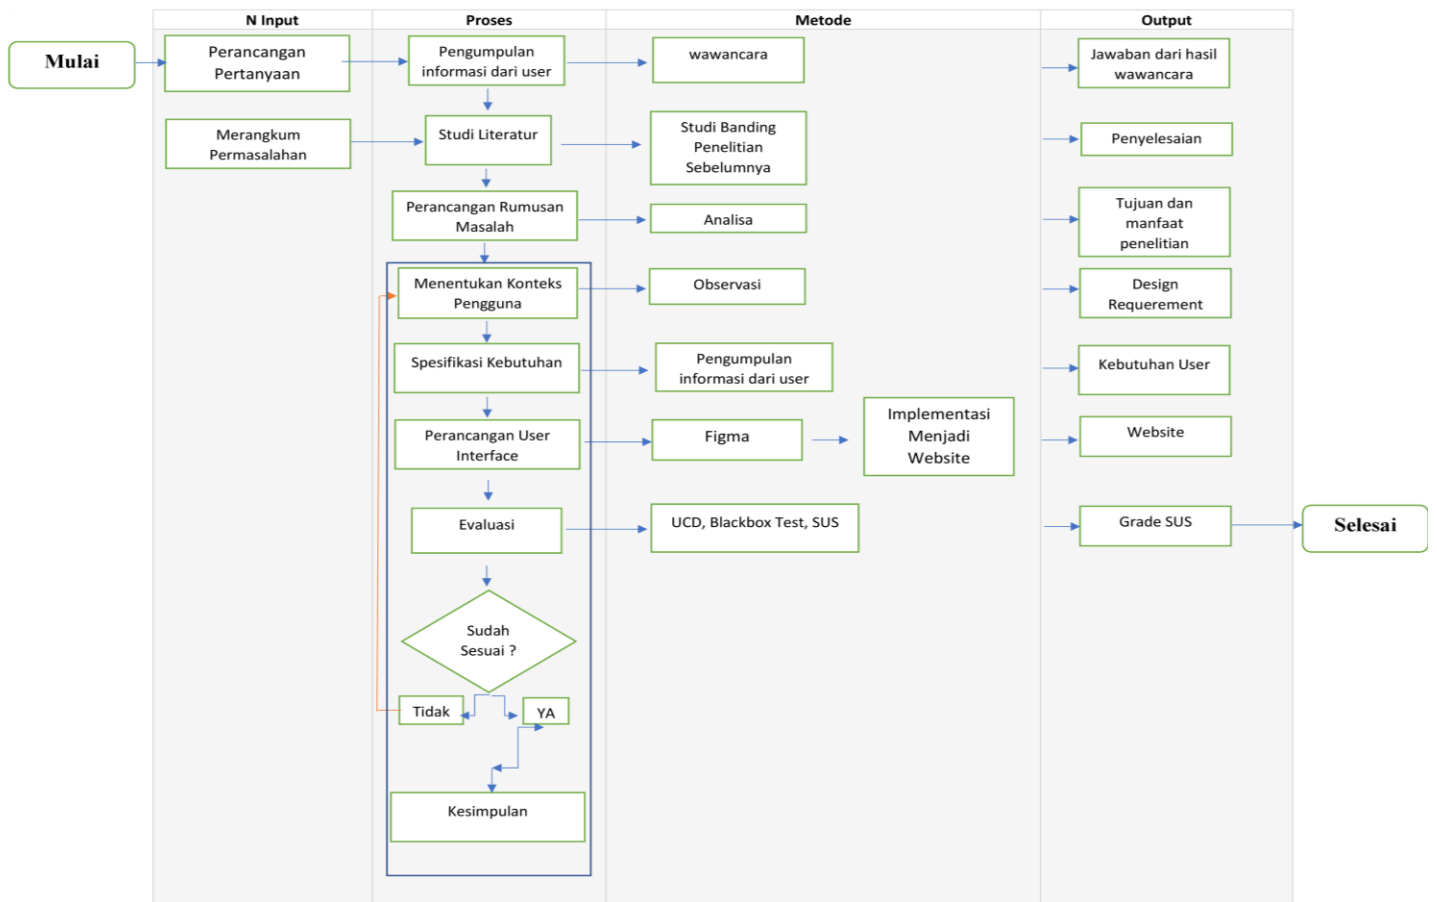 N Input
Proses
Metode
Output
Mulai
Perancangan
Pertanyaan
Pengumpulan
informasi dari user
wawancara
Jawaban dari hasil
wawancara
Merangkum
Permasalahan
Studi Literatur
Studi Banding
Penelitian
Sebelumnya
Penyelesaian
Perancangan Rumusan
Masalah
Analisa
Tujuan dan
manfaat
penelitian
Menentukan Konteks
Pengguna
Observasi
Design
Requerement
Spesifikasi Kebutuhan
Pengumpulan
informasi dari user
Kebutuhan User
Perancangan User
Interface
Figma
Implementasi
Menjadi
Website
Website
Evaluasi
UCD, Blackbox Test, SUS
Grade SUS
Selesai
Sudah
Sesuai ?
Tidak
YA
Kesimpulan